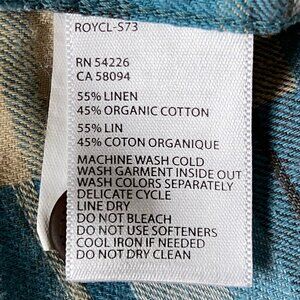 ROYCL-S73
RN 54226
CA 58094
55% LINEN
45% ORGANIC COTTON
55% LIN
45% COTON ORGANIQUE
MACHINE WASH COLD
WASH GARMENT INSIDE OUT
WASH COLORS SEPARATELY
DELICATE CYCLE
LINE DRY
DO NOT BLEACH
DO NOT USE SOFTENERS
COOL IRON IF NEEDED
DO NOT DRY CLEAN